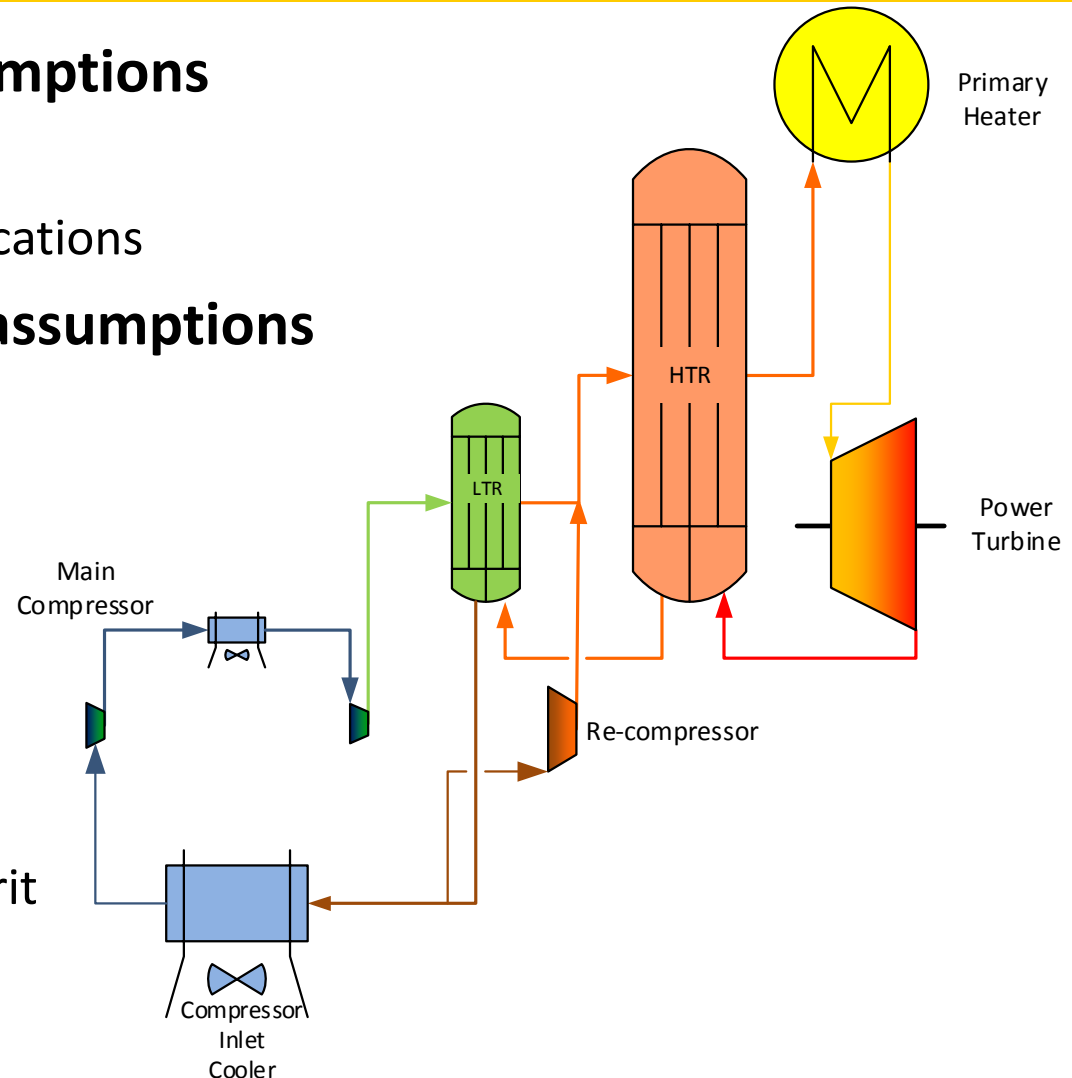 mptions
cations
assumptions
rit
Primary
Heater
HTR
LTR
Power
Turbine
Main
Compressor
Re-compressor
Compressor
Inlet
Cooler